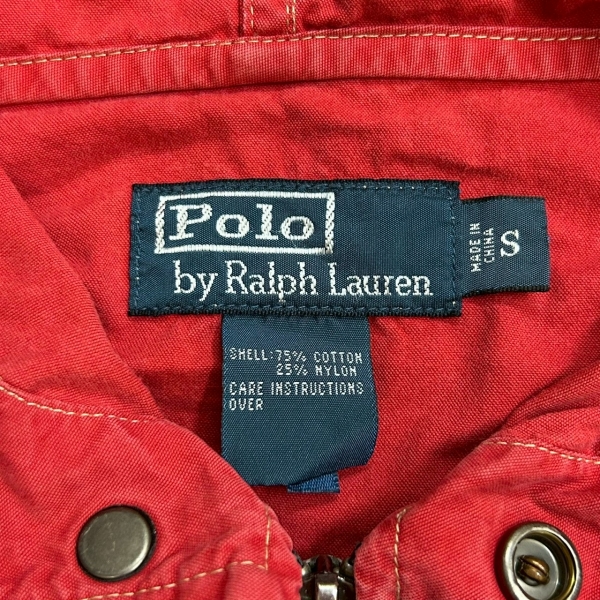 Polo
by Ralph Lauren
MADE IN
CHINA
S
SHELL: 75% COTTON
25% NYLON
CARE INSTRUCTIONS
OVER